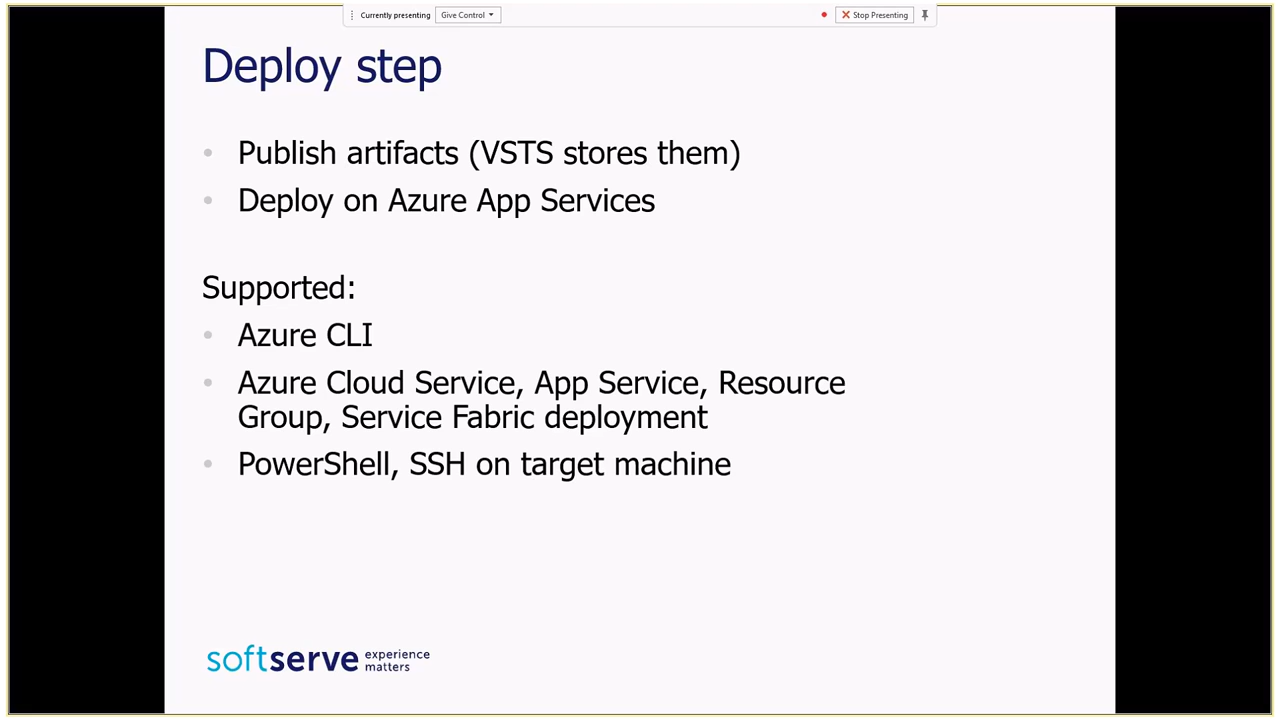 Currently presenting Give Control Stop Presenting
Deploy step
• Publish artifacts (VSTS stores them)
• Deploy on Azure App Services
Supported:
• Azure CLI
• Azure Cloud Service, App Service, Resource
Group, Service Fabric deployment
• PowerShell, SSH on target machine
softserve experience
matters